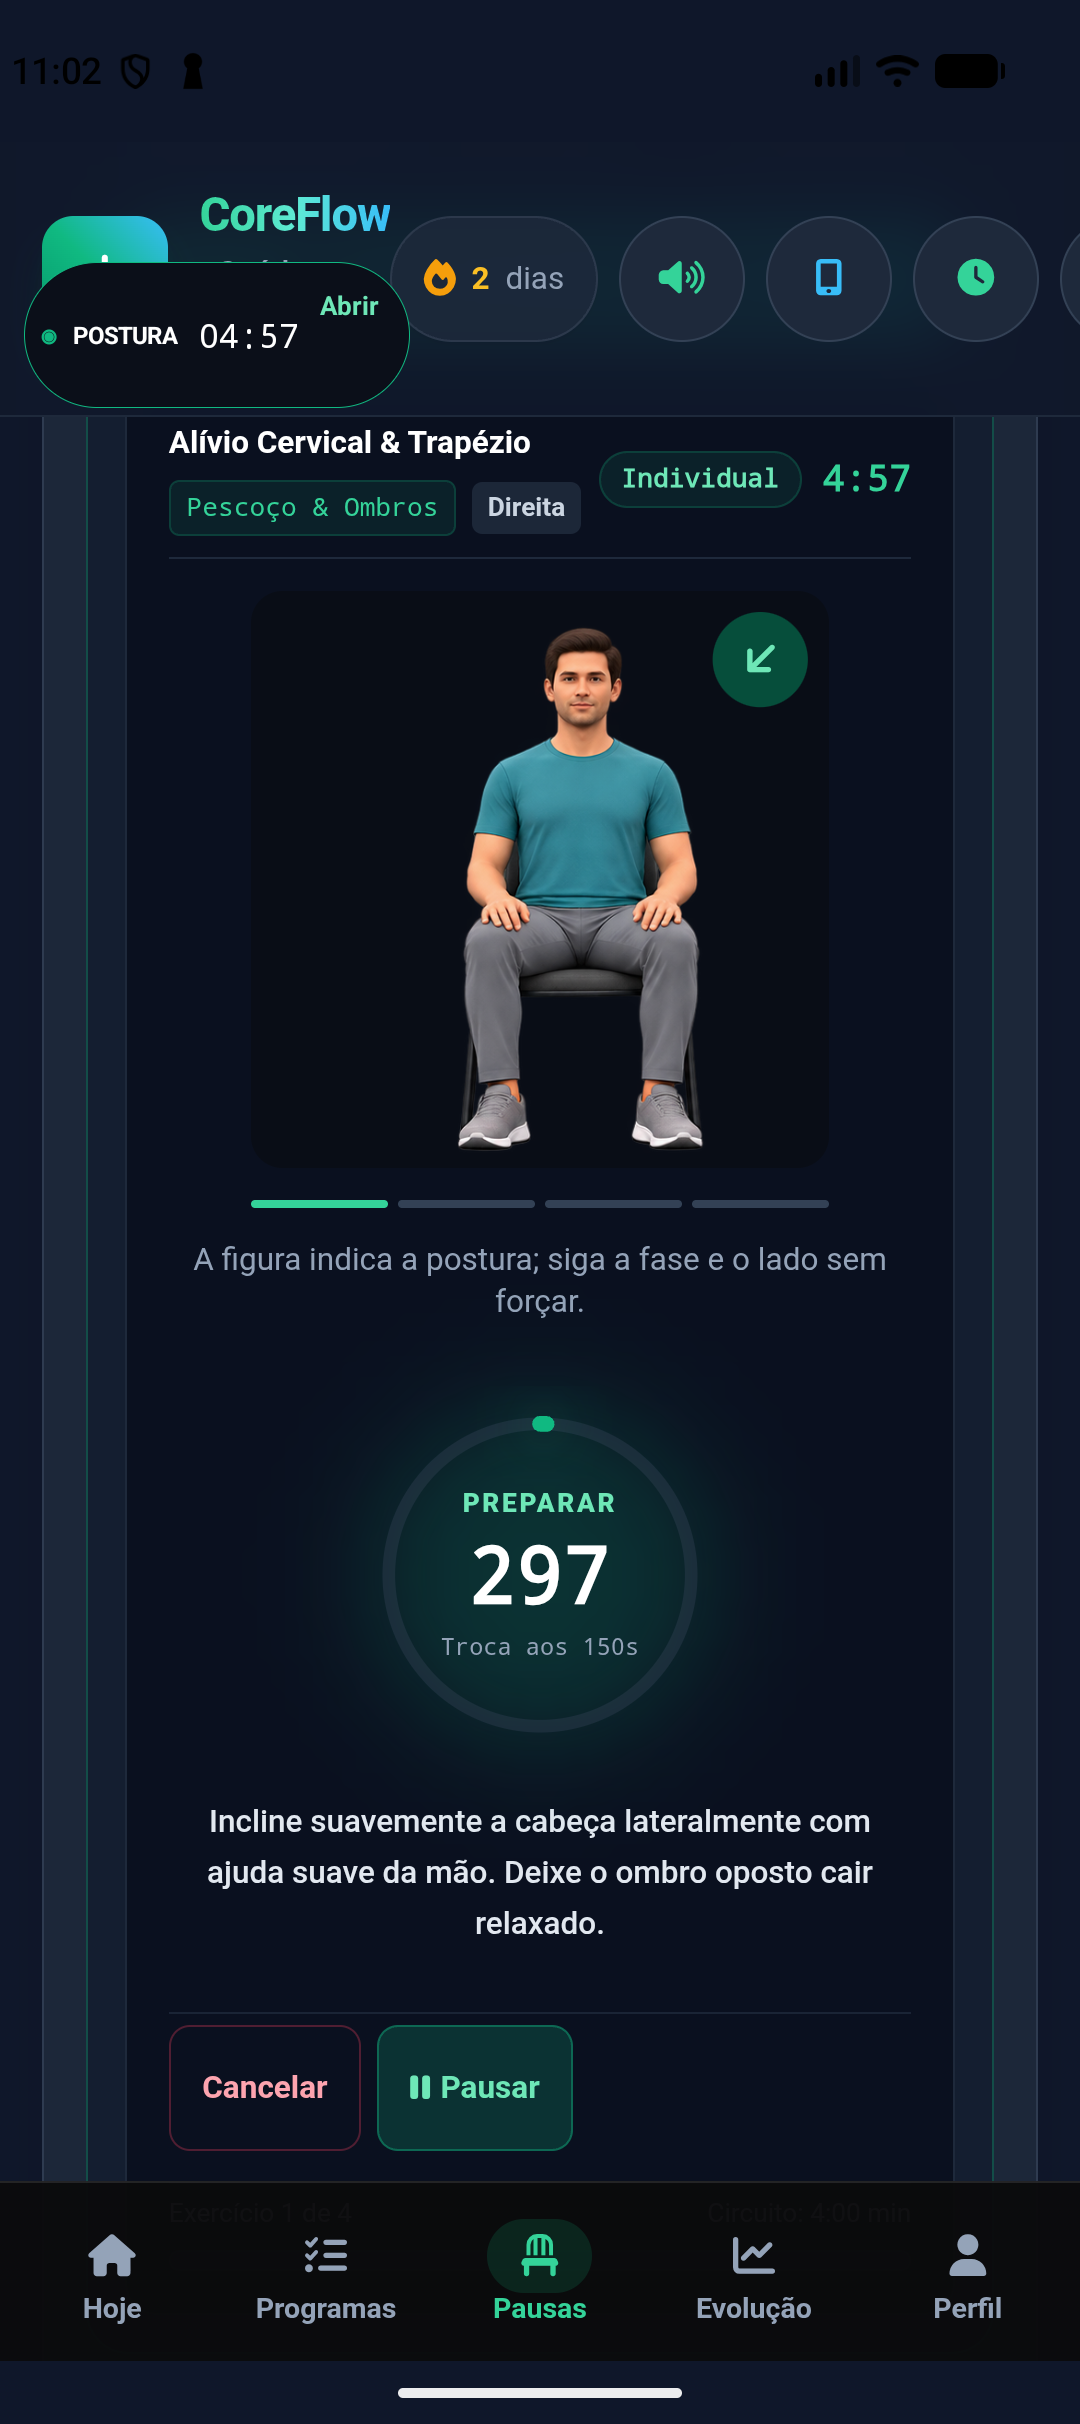 11:02
CoreFlow
2 dias
Abrir
POSTURA 04:57
Alívio Cervical & Trapézio
Individual 4:57
Pescoço & Ombros Direita
A figura indica a postura; siga a fase e o lado sem
forçar.
PREPARAR
297
Troca aos 150s
Incline suavemente a cabeça lateralmente com
ajuda suave da mão. Deixe o ombro oposto cair
relaxado.
Cancelar Pausar
Exercício 1 de 4 Circuito: 4:00 min
Hoje Programas Pausas Evolução Perfil